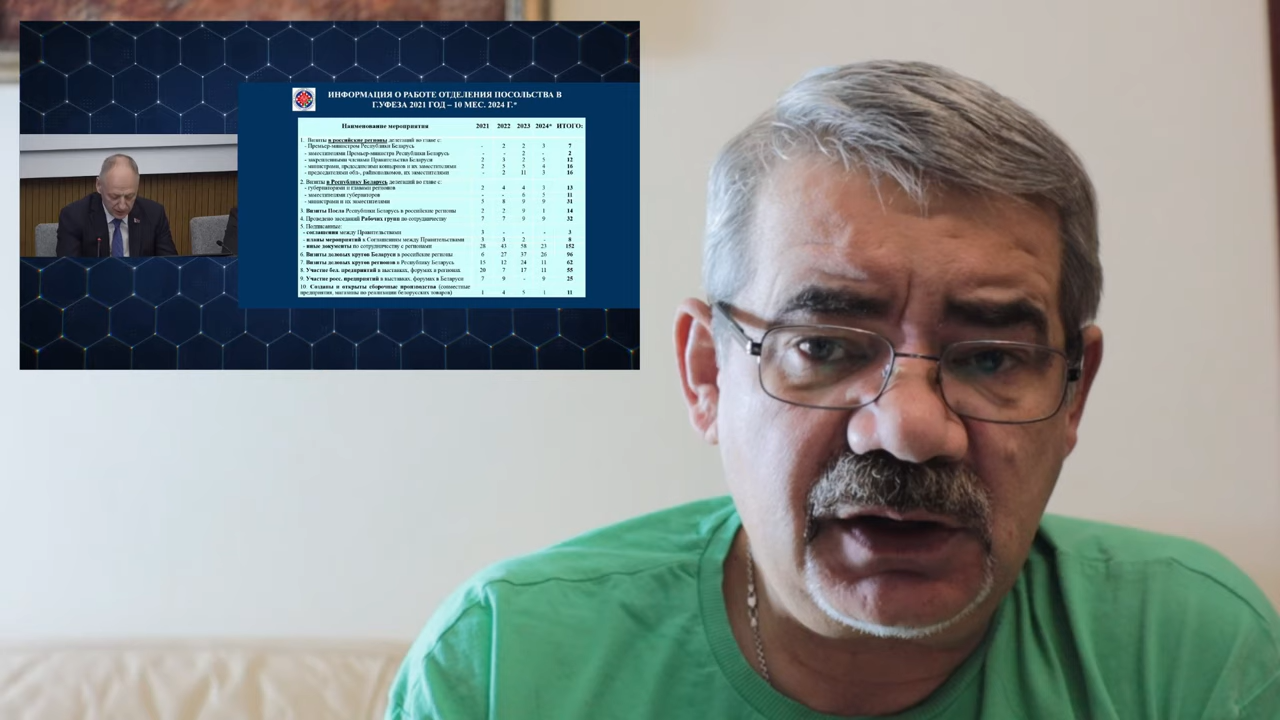 ИНФОРМАЦИЯ О РАБОТЕ ОТДЕЛЕНИЯ ПОСОЛЬСТВА В
Г.УФЕЗА 2021 ГОД – 10 МЕС. 2024 Г.*
Наименование мероприятия 2021 2022 2023 2024* ИТОГО:
1. Визиты в российские регионы делегаций во главе с:
- Премьер-министром Республики Беларусь - 2 2 3 7
- заместителями Премьер-министра Республики Беларусь - - 2 - 2
- закрепленными членами Правительства Беларуси 2 3 2 5 12
- министрами, председателями концернов и их заместителями 2 5 5 4 16
- председателями обл-, райисполкомов, их заместителями - 2 11 3 16
2. Визиты в Республику Беларусь делегаций во главе с:
- губернаторами и главами регионов 2 4 4 3 13
- заместителями губернаторов - - 6 5 11
- министрами и их заместителями 5 8 9 9 31
3. Визиты Посла Республики Беларусь в российские регионы 2 2 9 1 14
4. Проведено заседаний Рабочих групп по сотрудничеству 7 7 9 9 32
5. Подписанные:
- соглашения между Правительствами 3 - - - 3
- планы мероприятий к Соглашениям между Правительствами 3 3 2 - 8
- иные документы по сотрудничеству с регионами 28 43 58 23 152
6. Визиты деловых кругов Беларуси в российские регионы 6 27 37 26 96
7. Визиты деловых кругов регионов в Республику Беларусь 15 12 24 11 62
8. Участие бел. предприятий в выставках, форумах в регионах 20 7 17 11 55
9. Участие росс. предприятий в выставках, форумах в Беларуси 7 9 - 9 25
10. Созданы и открыты сборочные производства (совместные
предприятия, магазины по реализации белорусских товаров) 1 4 5 1 11